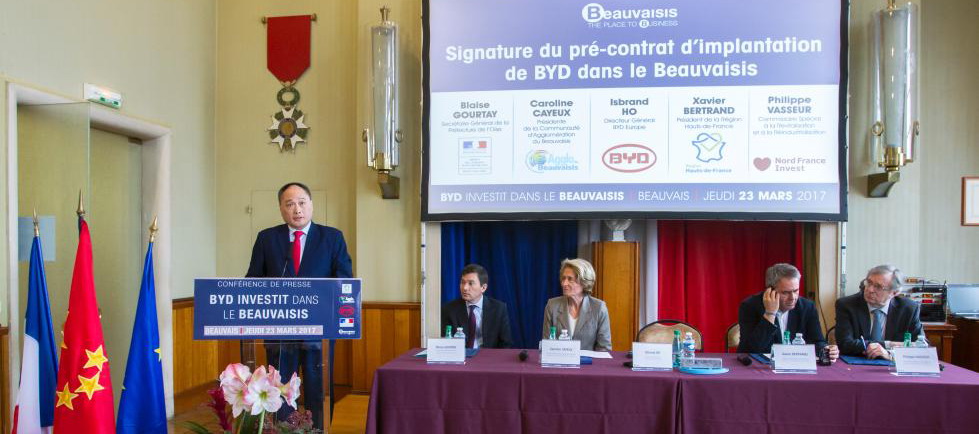 Beauvaisis
THE PLACE TO BUSINESS
Signature du pré-contrat d'implantation
de BYD dans le Beauvaisis
Blaise
GOURTAY
Secrétaire Général de la
Préfecture de l'Oise
Caroline
CAYEUX
Présidente
de la Communauté
d'Agglomération
du Beauvaisis
Agglo
du
Beauvaisis
Isbrand
HO
Directeur Général
BYD Europe
BYD
Xavier
BERTRAND
Président de la Région
Hauts-de-France
Région
Hauts-de-France
Philippe
VASSEUR
Commissaire Spécial
à la Revitalisation
et à la Réindustrialisation
Nord France
Invest
BYD INVESTIT DANS LE BEAUVAISIS | BEAUVAIS | JEUDI 23 MARS 2017
CONFÉRENCE DE PRESSE
BYD INVESTIT DANS
LE BEAUVAISIS
BEAUVAIS | JEUDI 23 MARS 2017